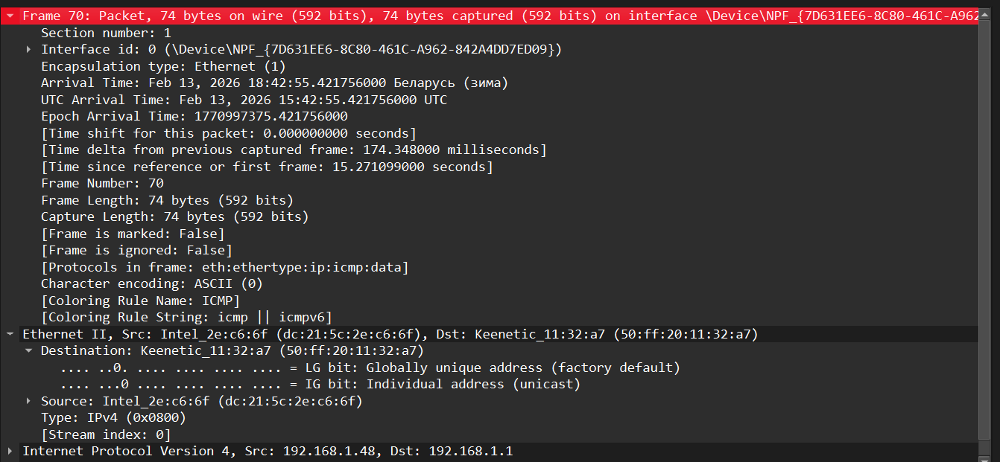 Frame 70: Packet, 74 bytes on wire (592 bits), 74 bytes captured (592 bits) on interface \Device\NPF_{7D631EE6-8C80-461C-A962
Section number: 1
Interface id: 0 (\Device\NPF_{7D631EE6-8C80-461C-A962-842A4DD7ED09})
Encapsulation type: Ethernet (1)
Arrival Time: Feb 13, 2026 18:42:55.421756000 Беларусь (зима)
UTC Arrival Time: Feb 13, 2026 15:42:55.421756000 UTC
Epoch Arrival Time: 1770997375.421756000
[Time shift for this packet: 0.000000000 seconds]
[Time delta from previous captured frame: 174.348000 milliseconds]
[Time since reference or first frame: 15.271099000 seconds]
Frame Number: 70
Frame Length: 74 bytes (592 bits)
Capture Length: 74 bytes (592 bits)
[Frame is marked: False]
[Frame is ignored: False]
[Protocols in frame: eth:ethertype:ip:icmp:data]
Character encoding: ASCII (0)
[Coloring Rule Name: ICMP]
[Coloring Rule String: icmp || icmpv6]
Ethernet II, Src: Intel_2e:c6:6f (dc:21:5c:2e:c6:6f), Dst: Keenetic_11:32:a7 (50:ff:20:11:32:a7)
Destination: Keenetic_11:32:a7 (50:ff:20:11:32:a7)
.... ..0. .... .... .... .... = LG bit: Globally unique address (factory default)
.... ...0 .... .... .... .... = IG bit: Individual address (unicast)
Source: Intel_2e:c6:6f (dc:21:5c:2e:c6:6f)
Type: IPv4 (0x0800)
[Stream index: 0]
Internet Protocol Version 4, Src: 192.168.1.48, Dst: 192.168.1.1